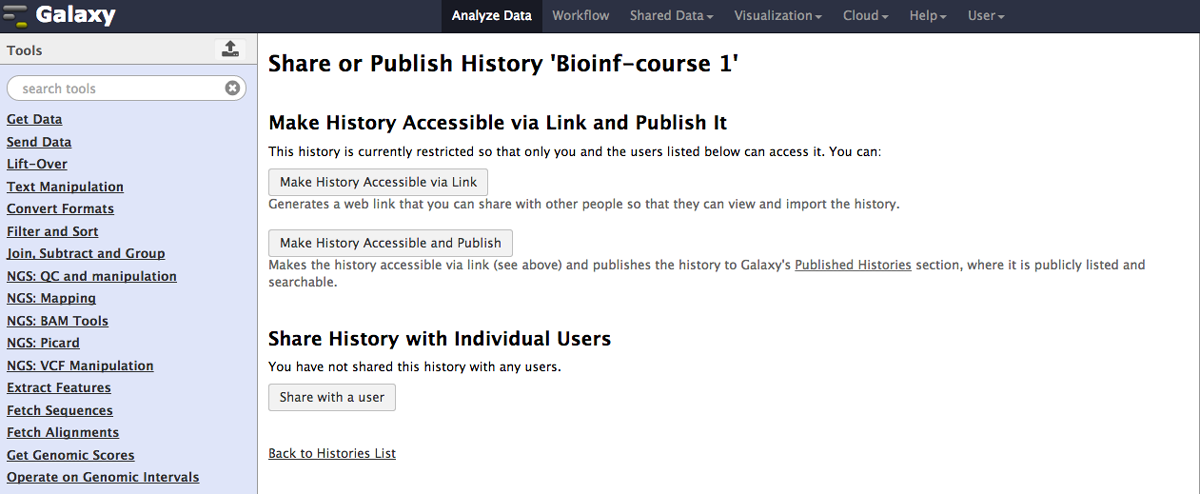 Galaxy
Analyze Data Workflow Shared Data Visualization Cloud Help User
Tools
search tools
Get Data
Send Data
Lift-Over
Text Manipulation
Convert Formats
Filter and Sort
Join, Subtract and Group
NGS: QC and manipulation
NGS: Mapping
NGS: BAM Tools
NGS: Picard
NGS: VCF Manipulation
Extract Features
Fetch Sequences
Fetch Alignments
Get Genomic Scores
Operate on Genomic Intervals
Share or Publish History 'Bioinf-course 1'
Make History Accessible via Link and Publish It
This history is currently restricted so that only you and the users listed below can access it. You can:
Make History Accessible via Link
Generates a web link that you can share with other people so that they can view and import the history.
Make History Accessible and Publish
Makes the history accessible via link (see above) and publishes the history to Galaxy's Published Histories section, where it is publicly listed and
searchable.
Share History with Individual Users
You have not shared this history with any users.
Share with a user
Back to Histories List